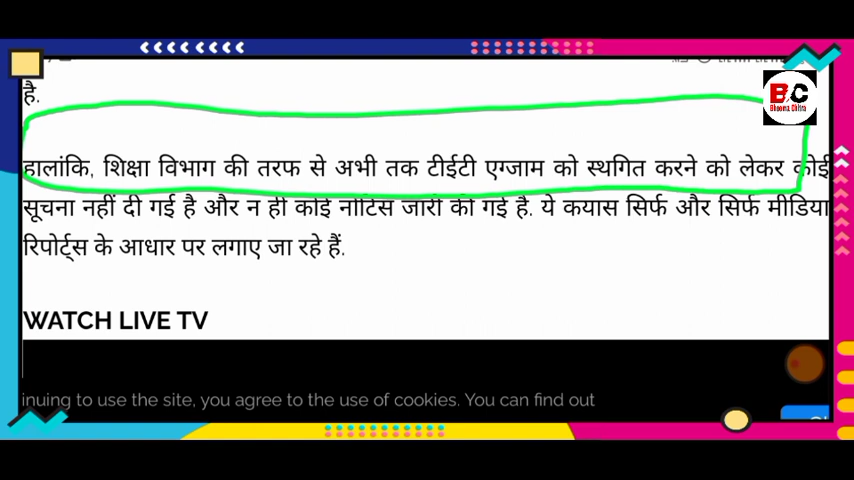 है.
B/C
Bhooma Chitra
हालांकि, शिक्षा विभाग की तरफ से अभी तक टीईटी एग्जाम को स्थगित करने को लेकर कोई
सूचना नहीं दी गई है और न ही कोई नोटिस जारी की गई है. ये कयास सिर्फ और सिर्फ मीडिया
रिपोर्ट्स के आधार पर लगाए जा रहे हैं.
WATCH LIVE TV
inuing to use the site, you agree to the use of cookies. You can find out